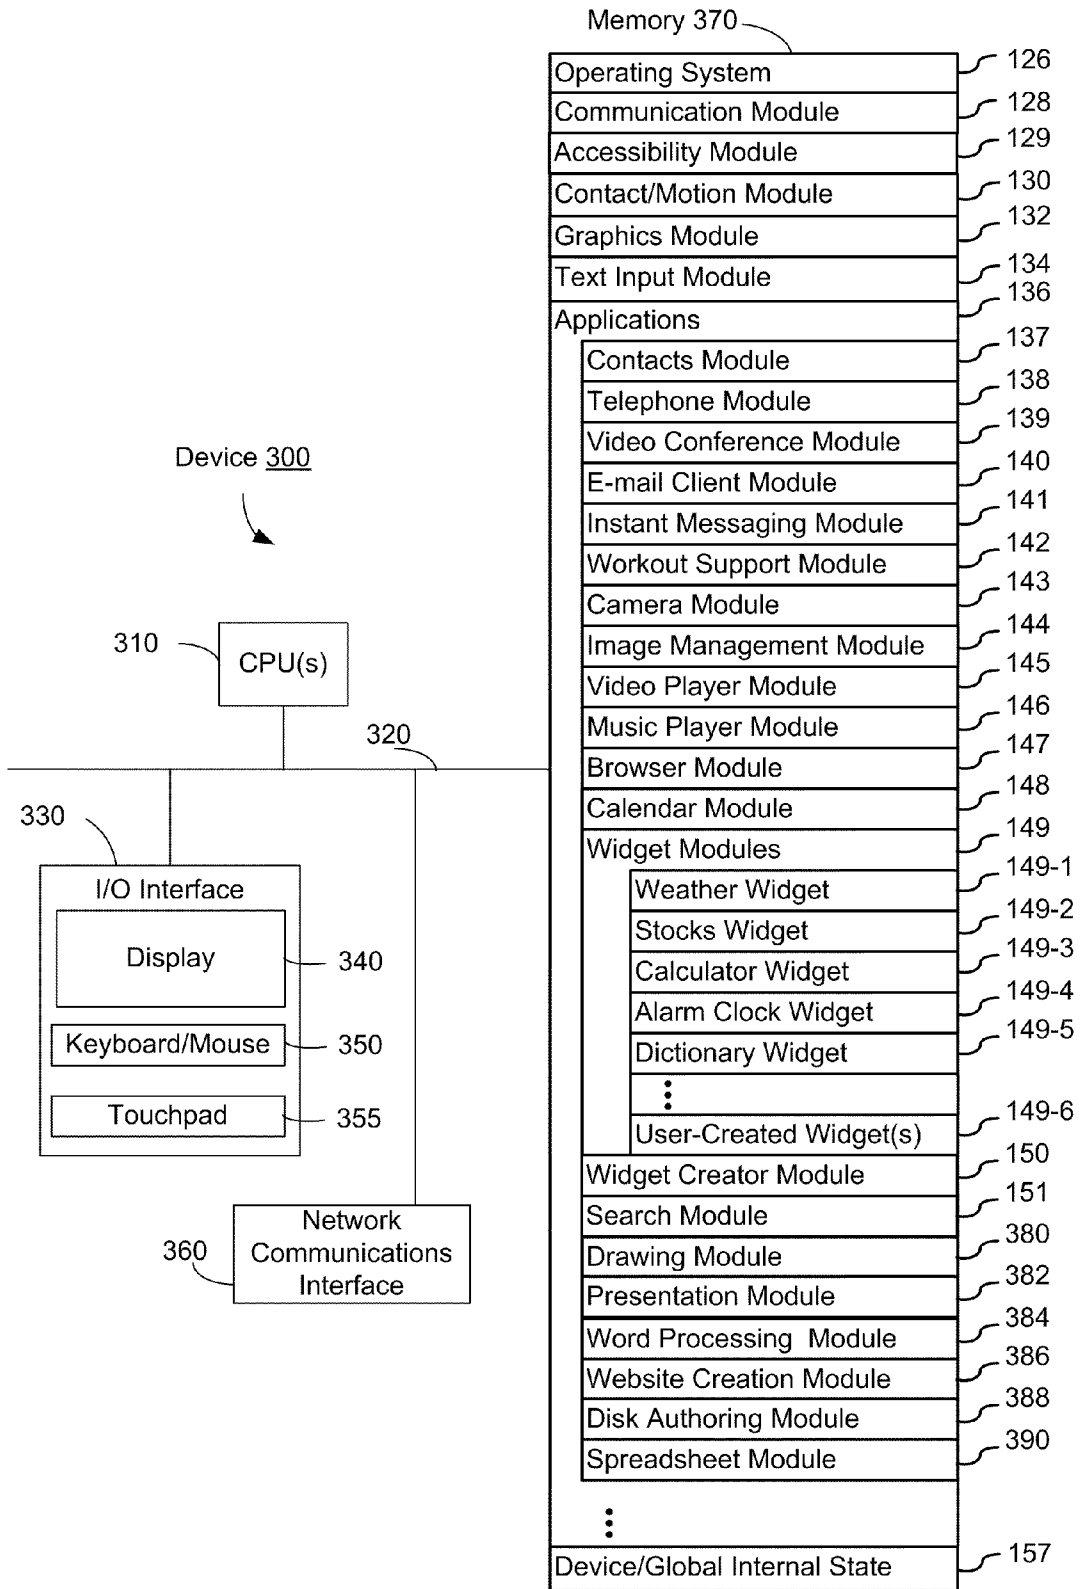 Memory 370
Operating System 126
Communication Module 128
Accessibility Module 129
Contact/Motion Module 130
Graphics Module 132
Text Input Module 134
Applications 136
Contacts Module 137
Telephone Module 138
Video Conference Module 139
E-mail Client Module 140
Instant Messaging Module 141
Workout Support Module 142
Camera Module 143
Image Management Module 144
Video Player Module 145
Music Player Module 146
Browser Module 147
Calendar Module 148
Widget Modules 149
Weather Widget 149-1
Stocks Widget 149-2
Calculator Widget 149-3
Alarm Clock Widget 149-4
Dictionary Widget 149-5
User-Created Widget(s) 149-6
Widget Creator Module 150
Search Module 151
Drawing Module 380
Presentation Module 382
Word Processing Module 384
Website Creation Module 386
Disk Authoring Module 388
Spreadsheet Module 390
Device/Global Internal State 157
Device 300
310
CPU(s)
320
330
I/O Interface
Display 340
Keyboard/Mouse 350
Touchpad 355
360
Network
Communications
Interface